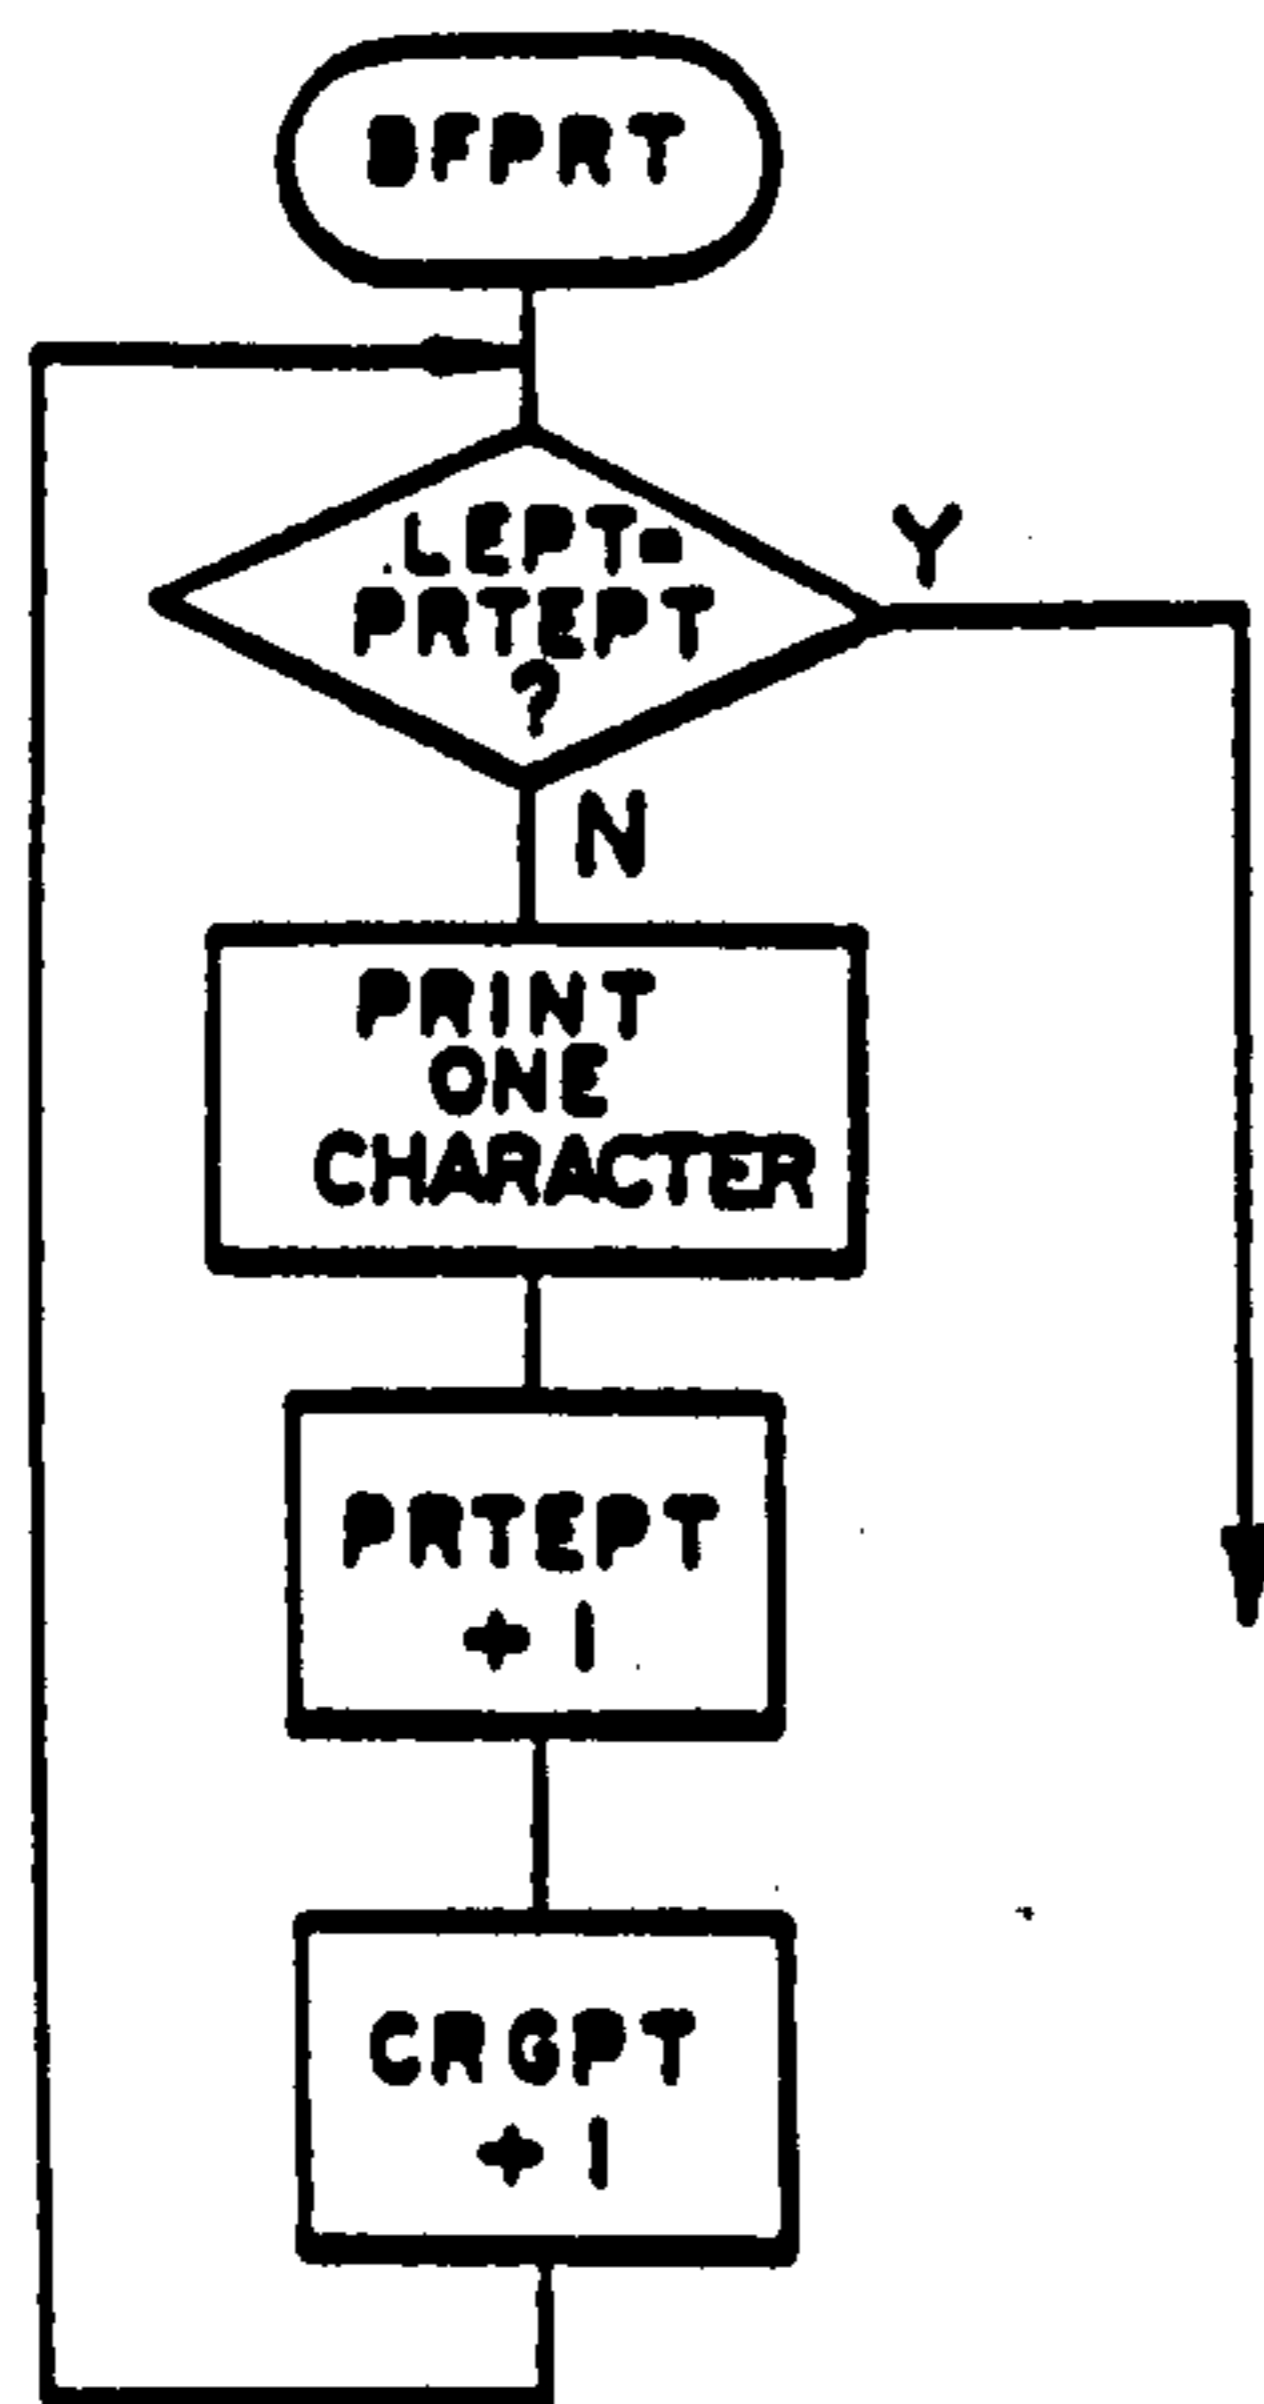 BFPRT
LEPT=
PRTEPT
?
Y
N
PRINT
ONE
CHARACTER
PRTEPT
+ 1
CRGPT
+ 1